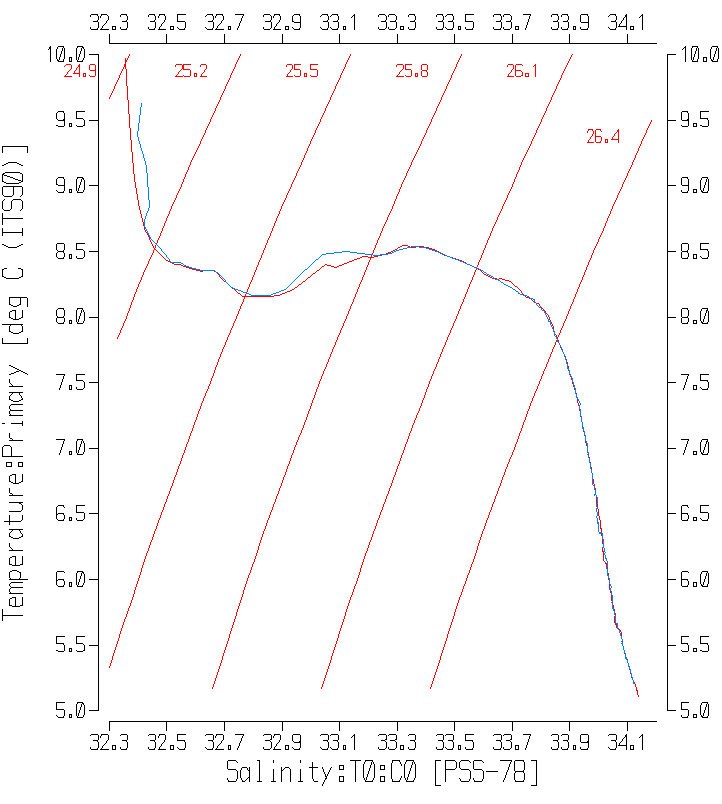 32.3 32.5 32.7 32.9 33.1 33.3 33.5 33.7 33.9 34.1
10.0 10.0
24.9 25.2 25.5 25.8 26.1
9.5 9.5
26.4
9.0 9.0
8.5 8.5
8.0 8.0
7.5 7.5
7.0 7.0
6.5 6.5
6.0 6.0
5.5 5.5
5.0 5.0
Temperature:Primary [deg C (ITS90)]
32.3 32.5 32.7 32.9 33.1 33.3 33.5 33.7 33.9 34.1
Salinity:T0:C0 [PSS-78]